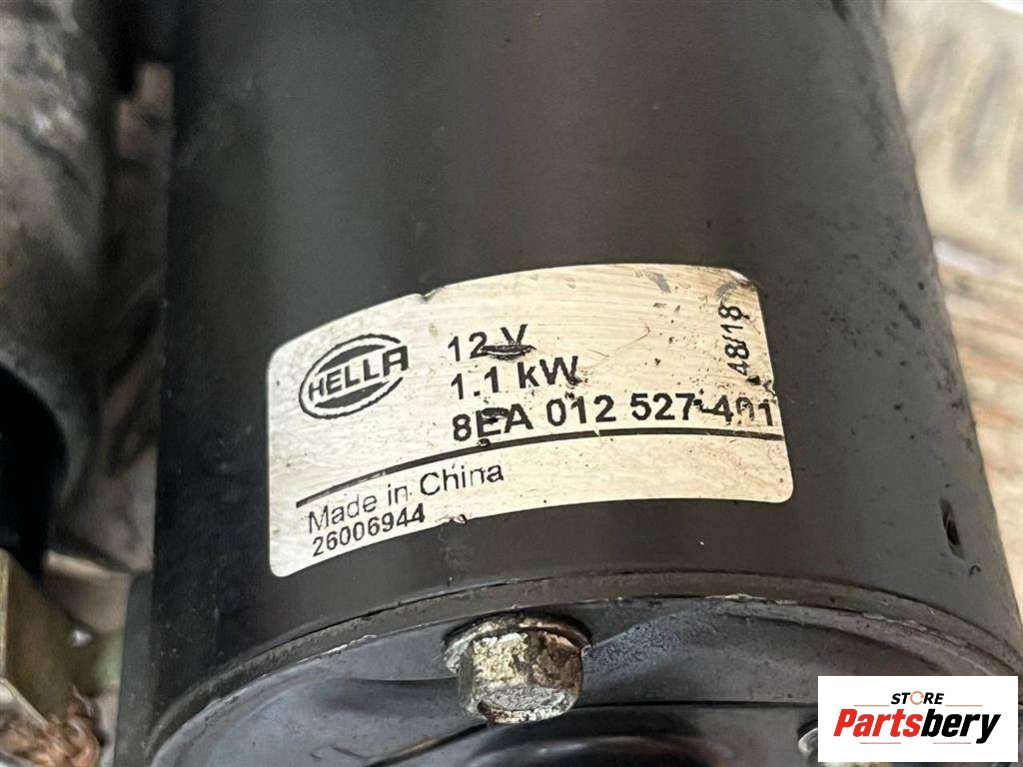 HELLA
12 V
1.1 kW
8EA 012 527-401
48/18
Made in China
26006944
STORE
Partsbery